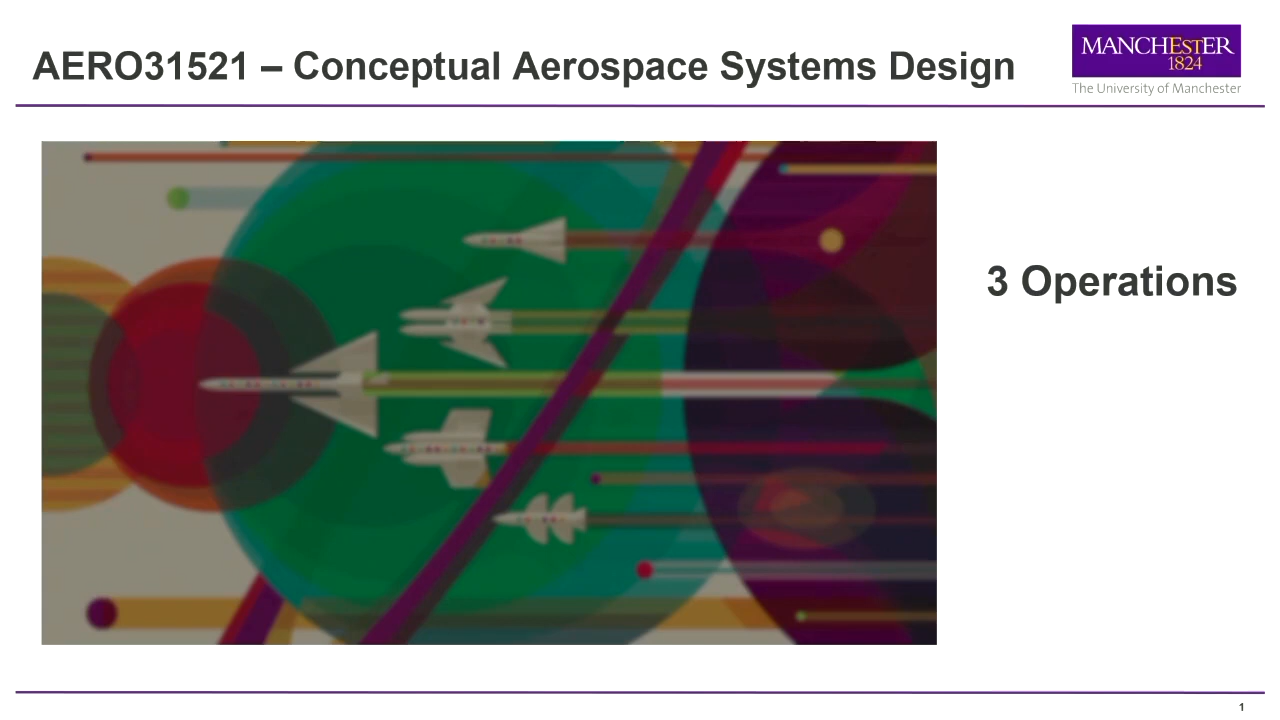 AERO31521 – Conceptual Aerospace Systems Design
MANCHESTER
1824
The University of Manchester
3 Operations
1